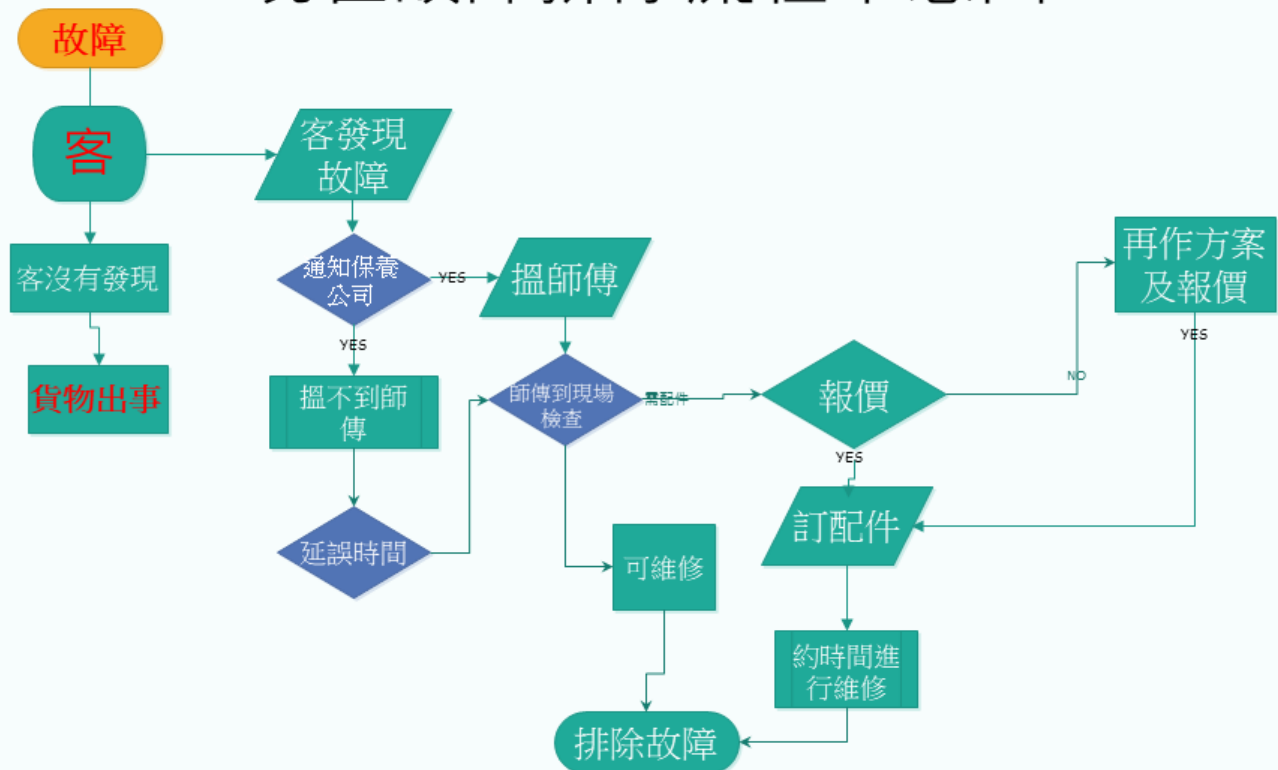 故障
客
客發現
故障
客沒有發現
貨物出事
通知保養
公司
YES
搵師傅
YES
搵不到師
傅
延誤時間
師傅到現場
檢查
需配件
報價
NO
再作方案
及報價
YES
YES
訂配件
可維修
約時間進
行維修
排除故障